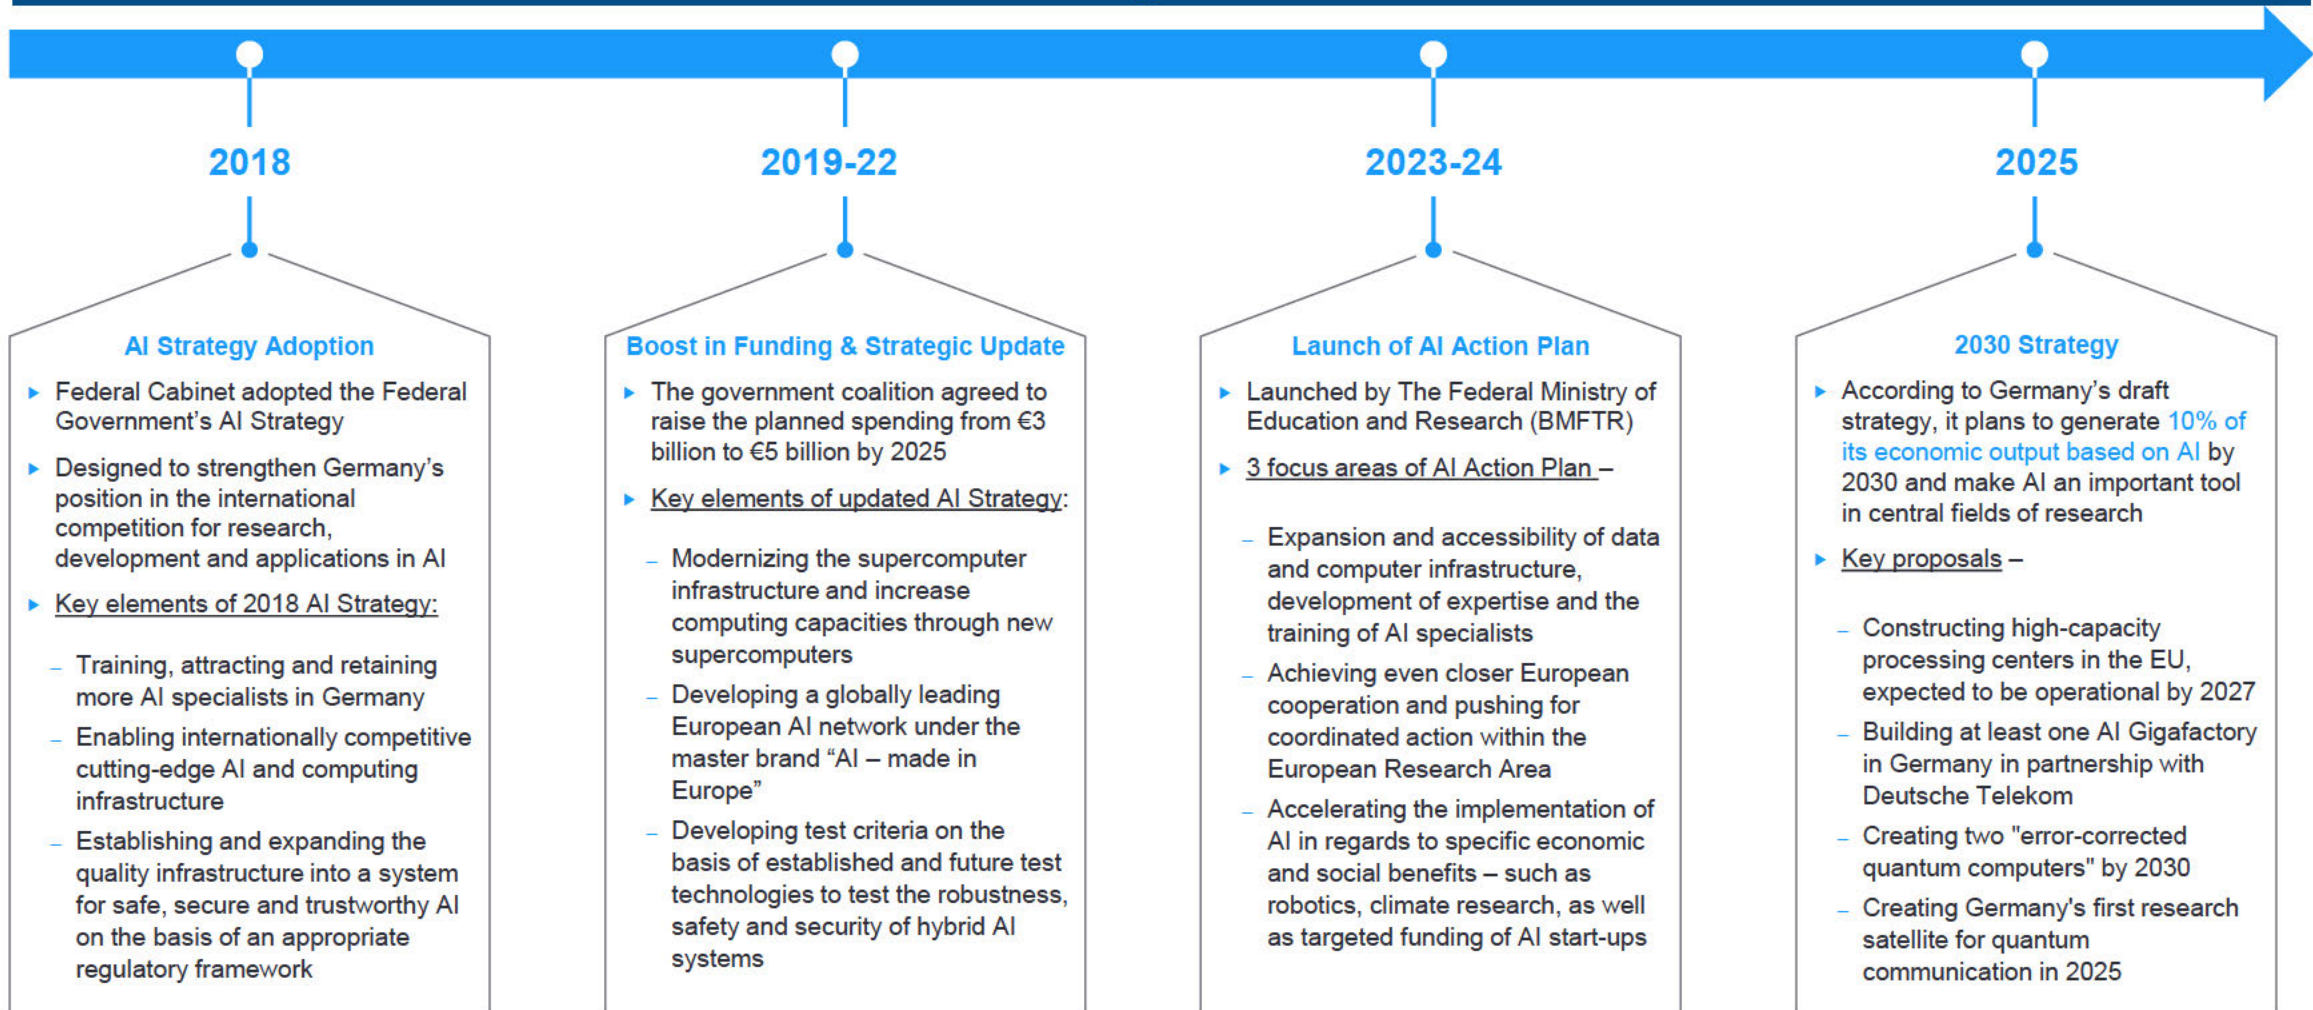 2018
2019-22
2023-24
2025
AI Strategy Adoption
Federal Cabinet adopted the Federal
Government's AI Strategy
Designed to strengthen Germany's
position in the international
competition for research,
development and applications in AI
Key elements of 2018 AI Strategy:
– Training, attracting and retaining
more AI specialists in Germany
– Enabling internationally competitive
cutting-edge AI and computing
infrastructure
– Establishing and expanding the
quality infrastructure into a system
for safe, secure and trustworthy AI
on the basis of an appropriate
regulatory framework
Boost in Funding & Strategic Update
The government coalition agreed to
raise the planned spending from €3
billion to €5 billion by 2025
Key elements of updated AI Strategy:
– Modernizing the supercomputer
infrastructure and increase
computing capacities through new
supercomputers
– Developing a globally leading
European AI network under the
master brand “AI – made in
Europe”
– Developing test criteria on the
basis of established and future test
technologies to test the robustness,
safety and security of hybrid AI
systems
Launch of AI Action Plan
Launched by The Federal Ministry of
Education and Research (BMFTR)
3 focus areas of AI Action Plan –
– Expansion and accessibility of data
and computer infrastructure,
development of expertise and the
training of AI specialists
– Achieving even closer European
cooperation and pushing for
coordinated action within the
European Research Area
– Accelerating the implementation of
AI in regards to specific economic
and social benefits – such as
robotics, climate research, as well
as targeted funding of AI start-ups
2030 Strategy
According to Germany's draft
strategy, it plans to generate 10% of
its economic output based on AI by
2030 and make AI an important tool
in central fields of research
Key proposals –
– Constructing high-capacity
processing centers in the EU,
expected to be operational by 2027
– Building at least one AI Gigafactory
in Germany in partnership with
Deutsche Telekom
– Creating two "error-corrected
quantum computers" by 2030
– Creating Germany's first research
satellite for quantum
communication in 2025